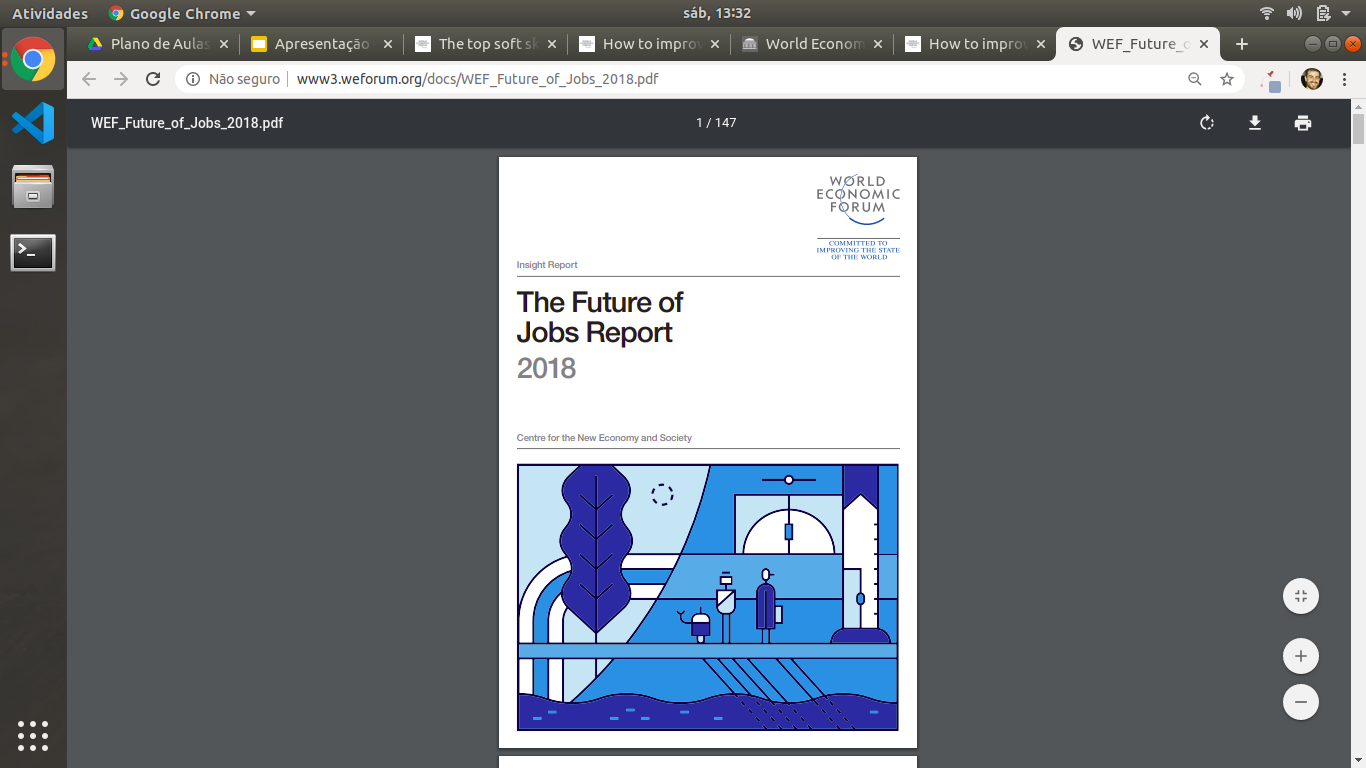 Atividades
Google Chrome
sáb, 13:32
Plano de Aulas
Apresentação
The top soft sk
How to improv
World Econom
How to improv
WEF_Future_o
Não seguro
www3.weforum.org/docs/WEF_Future_of_Jobs_2018.pdf
WEF_Future_of_Jobs_2018.pdf
1 / 147
WORLD
ECONOMIC
FORUM
COMMITTED TO
IMPROVING THE STATE
OF THE WORLD
Insight Report
The Future of
Jobs Report
2018
Centre for the New Economy and Society